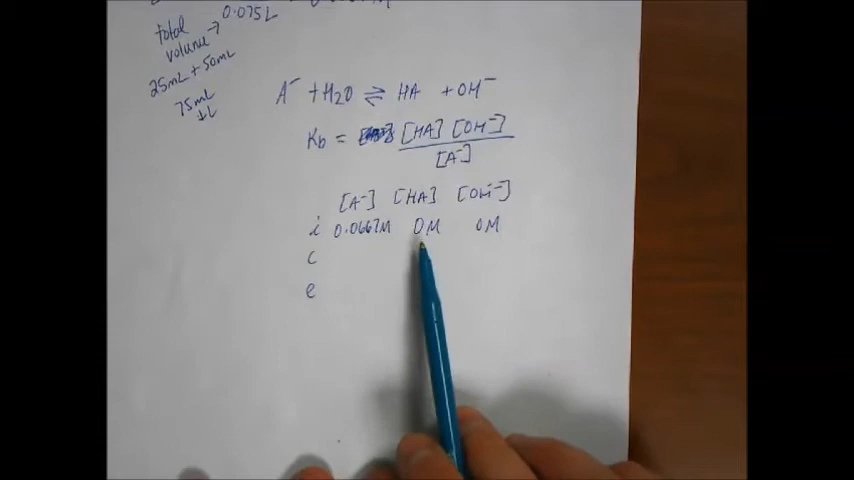 total 0.075L
volume →
25mL + 50mL
75mL
↓L
A⁻ + H₂O ⇌ HA + OH⁻
Kb = [HA] [OH⁻]
[A⁻]
[A⁻] [HA] [OH⁻]
i 0.0667M 0M 0M
c
e